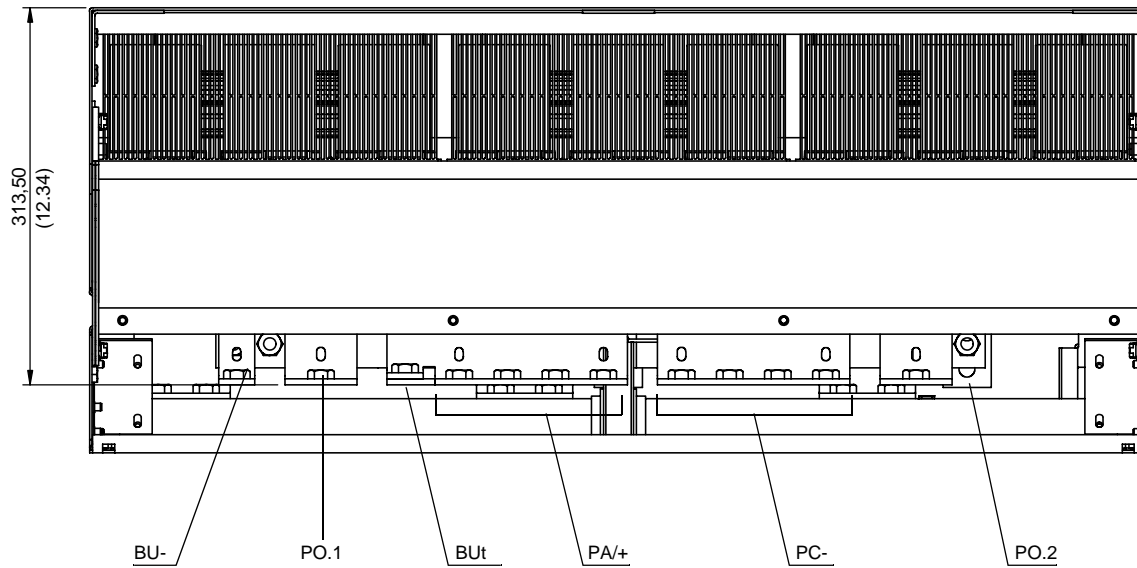 313,50
(12.34)
BU-
PO.1
BUt
PA/+
PC-
PO.2